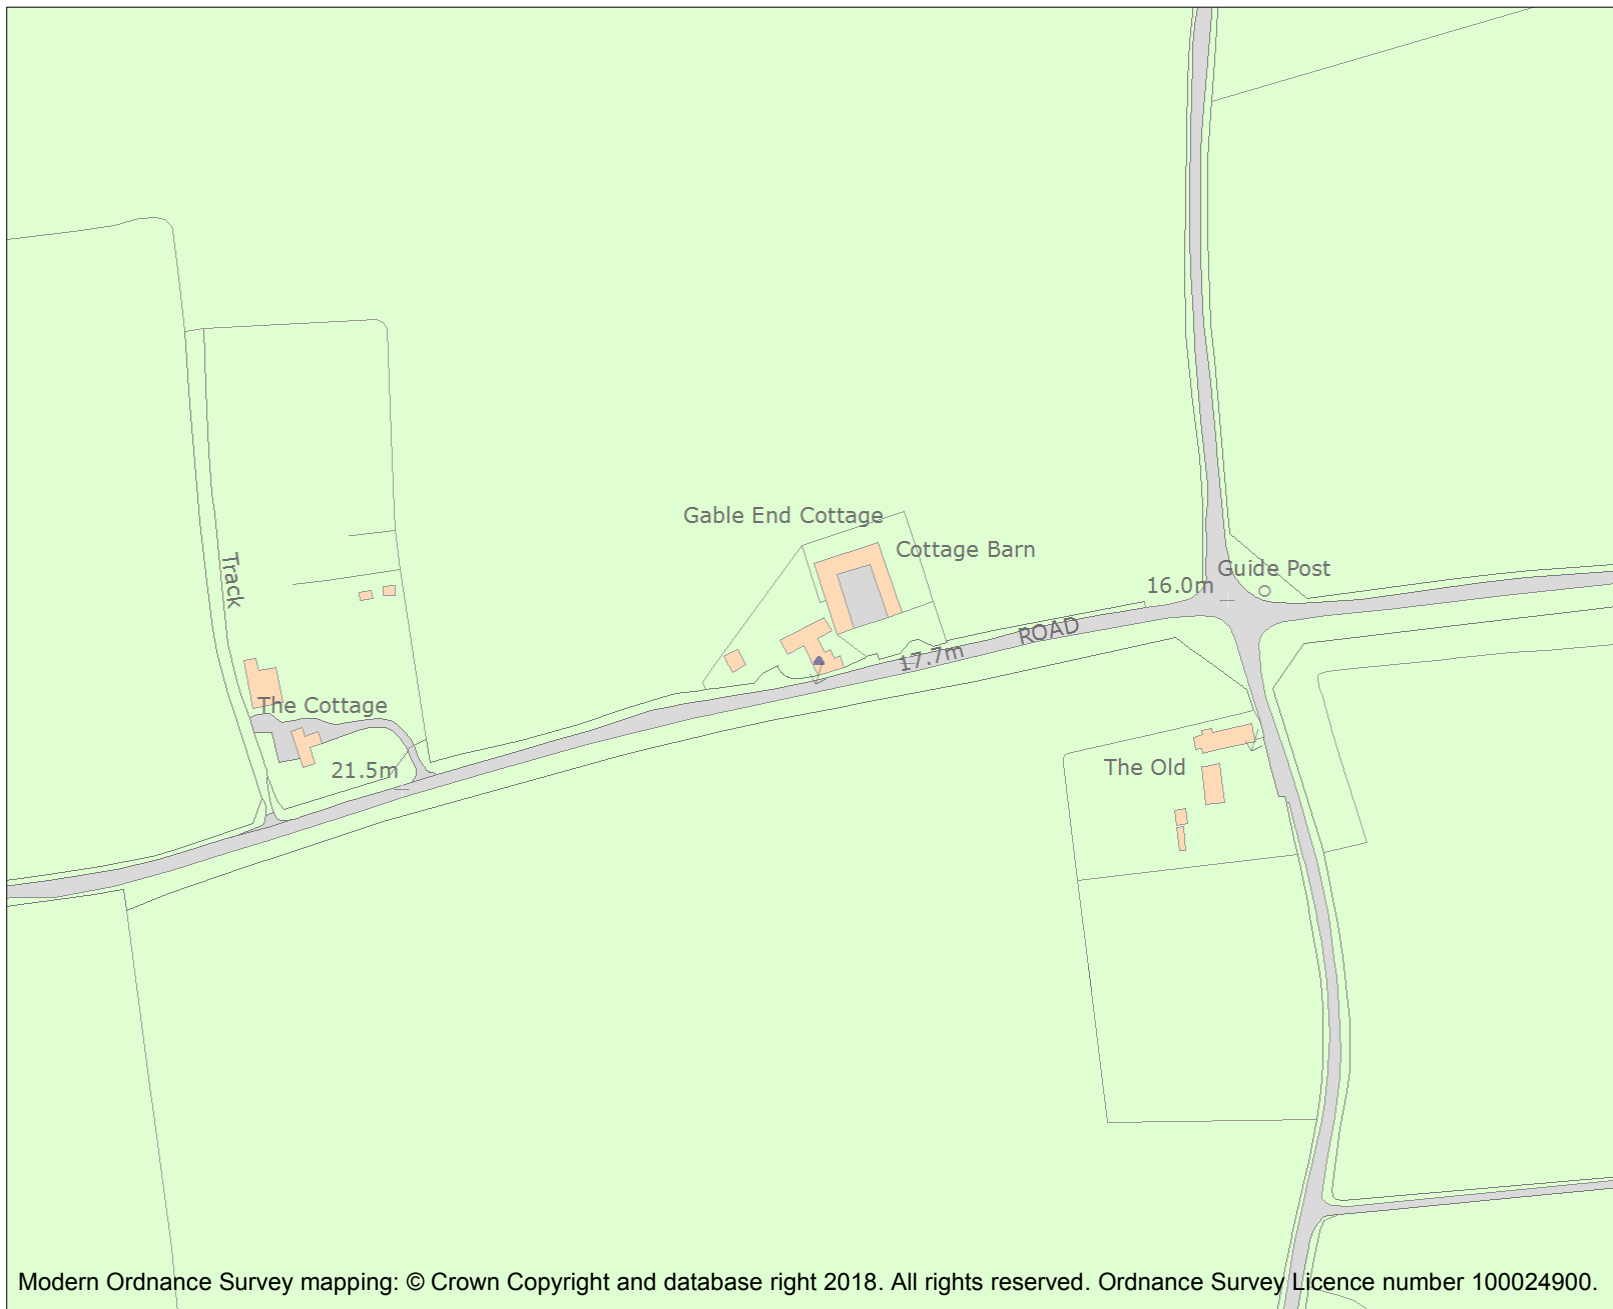 Gable End Cottage
Cottage Barn
Track
Guide Post
16.0m
ROAD
17.7m
The Cottage
21.5m
The Old
Modern Ordnance Survey mapping: © Crown Copyright and database right 2018. All rights reserved. Ordnance Survey Licence number 100024900.